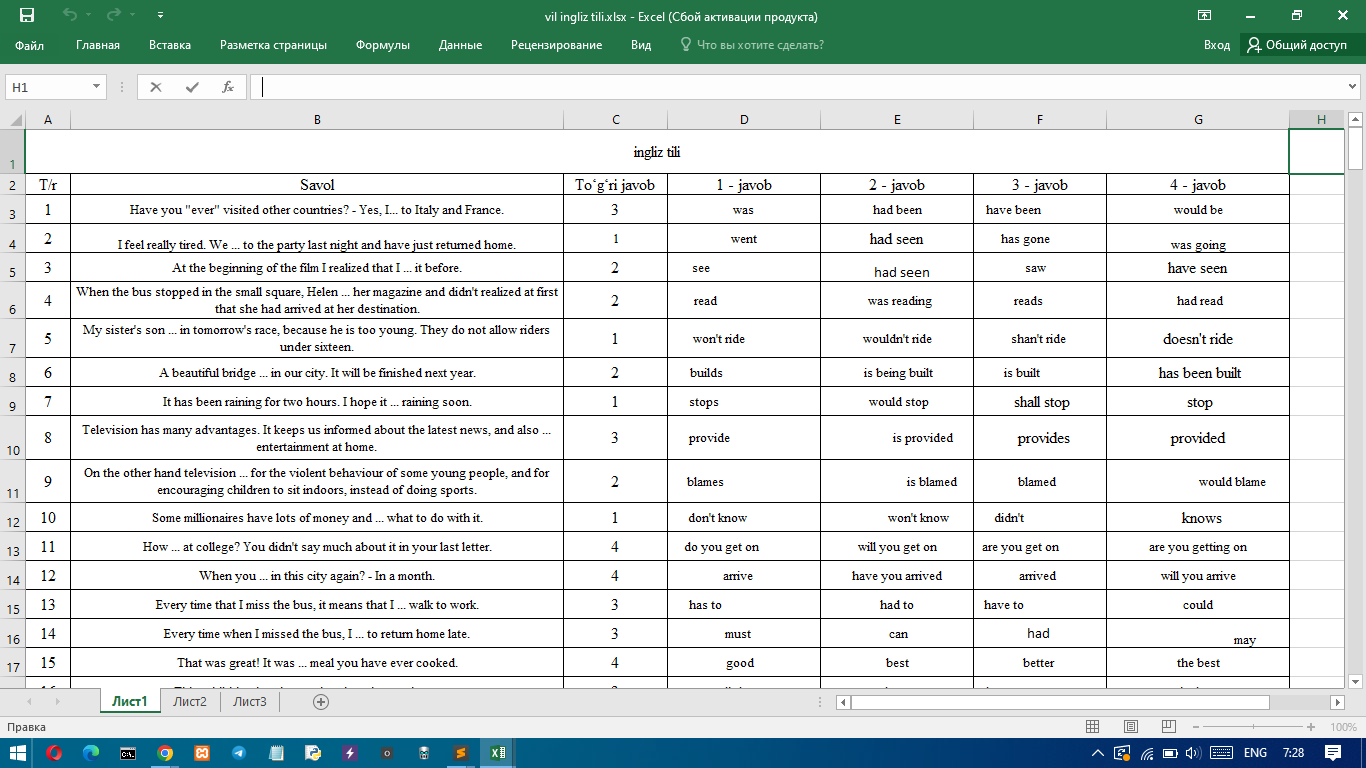 vil ingliz tili.xlsx - Excel (Сбой активации продукта)
Файл Главная Вставка Разметка страницы Формулы Данные Рецензирование Вид Что вы хотите сделать? Вход Общий доступ
H1 fx
A B C D E F G H
1 ingliz tili
2 T/r Savol To‘g‘ri javob 1 - javob 2 - javob 3 - javob 4 - javob
3 1 Have you "ever" visited other countries? - Yes, I... to Italy and France. 3 was had been have been would be
4 2 I feel really tired. We ... to the party last night and have just returned home. 1 went had seen has gone was going
5 3 At the beginning of the film I realized that I ... it before. 2 see had seen saw have seen
6 4 When the bus stopped in the small square, Helen ... her magazine and didn't realized at first
that she had arrived at her destination. 2 read was reading reads had read
7 5 My sister's son ... in tomorrow's race, because he is too young. They do not allow riders
under sixteen. 1 won't ride wouldn't ride shan't ride doesn't ride
8 6 A beautiful bridge ... in our city. It will be finished next year. 2 builds is being built is built has been built
9 7 It has been raining for two hours. I hope it ... raining soon. 1 stops would stop shall stop stop
10 8 Television has many advantages. It keeps us informed about the latest news, and also ...
entertainment at home. 3 provide is provided provides provided
11 9 On the other hand television ... for the violent behaviour of some young people, and for
encouraging children to sit indoors, instead of doing sports. 2 blames is blamed blamed would blame
12 10 Some millionaires have lots of money and ... what to do with it. 1 don't know won't know didn't knows
13 11 How ... at college? You didn't say much about it in your last letter. 4 do you get on will you get on are you get on are you getting on
14 12 When you ... in this city again? - In a month. 4 arrive have you arrived arrived will you arrive
15 13 Every time that I miss the bus, it means that I ... walk to work. 3 has to had to have to could
16 14 Every time when I missed the bus, I ... to return home late. 3 must can had may
17 15 That was great! It was ... meal you have ever cooked. 4 good best better the best
Лист1 Лист2 Лист3
Правка 100%
ENG 7:28